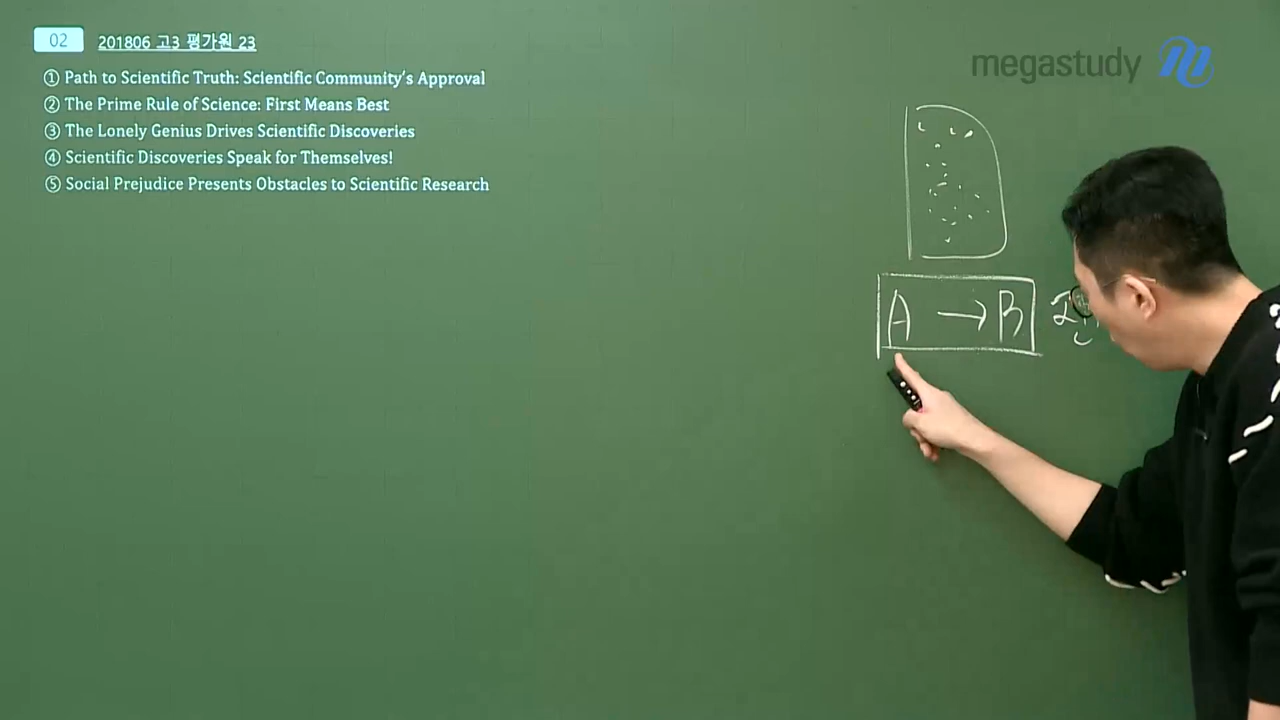 02 201806 고3 평가원 23
① Path to Scientific Truth: Scientific Community's Approval
② The Prime Rule of Science: First Means Best
③ The Lonely Genius Drives Scientific Discoveries
④ Scientific Discoveries Speak for Themselves!
⑤ Social Prejudice Presents Obstacles to Scientific Research
megastudy
A → B